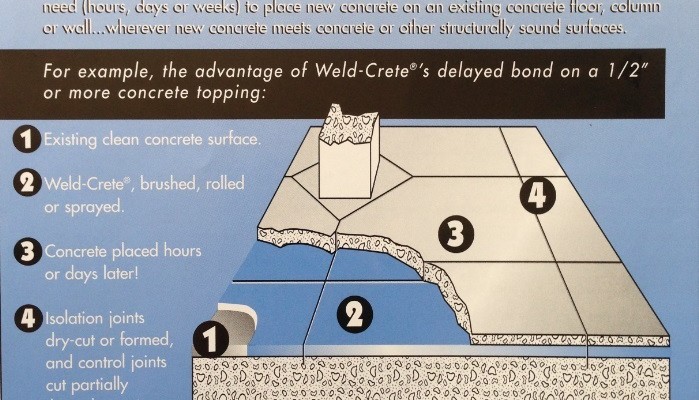 need (hours, days or weeks) to place new concrete on an existing concrete floor, column
or wall...wherever new concrete meets concrete or other structurally sound surfaces.
For example, the advantage of Weld-Crete®'s delayed bond on a 1/2"
or more concrete topping:
1 Existing clean concrete surface.
2 Weld-Crete®, brushed, rolled
or sprayed.
3 Concrete placed hours
or days later!
4 Isolation joints
dry-cut or formed,
and control joints
cut partially
4
3
2
1